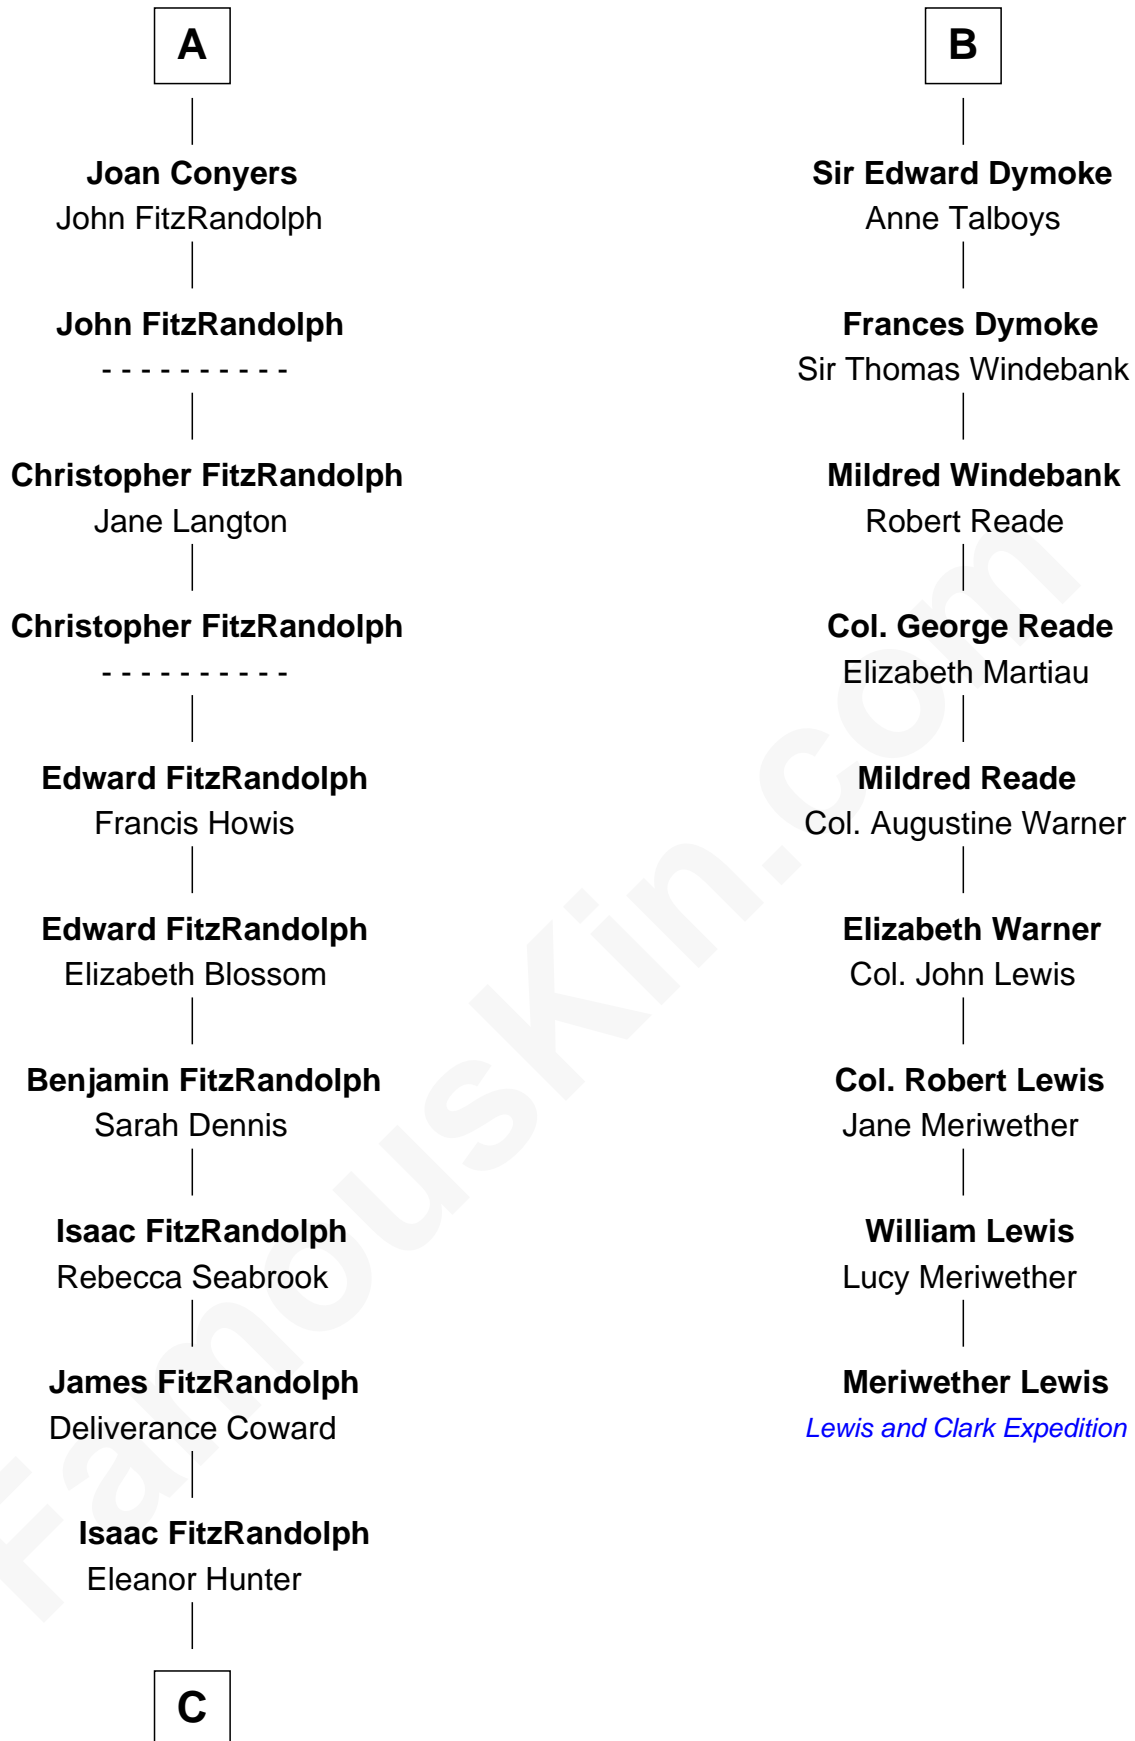 A
Joan Conyers
John FitzRandolph
John FitzRandolph
- - - - - - - - - -
Christopher FitzRandolph
Jane Langton
Christopher FitzRandolph
- - - - - - - - - -
Edward FitzRandolph
Francis Howis
Edward FitzRandolph
Elizabeth Blossom
Benjamin FitzRandolph
Sarah Dennis
Isaac FitzRandolph
Rebecca Seabrook
James FitzRandolph
Deliverance Coward
Isaac FitzRandolph
Eleanor Hunter
C
B
Sir Edward Dymoke
Anne Talboys
Frances Dymoke
Sir Thomas Windebank
Mildred Windebank
Robert Reade
Col. George Reade
Elizabeth Martiau
Mildred Reade
Col. Augustine Warner
Elizabeth Warner
Col. John Lewis
Col. Robert Lewis
Jane Meriwether
William Lewis
Lucy Meriwether
Meriwether Lewis
Lewis and Clark Expedition
FamousKin.com